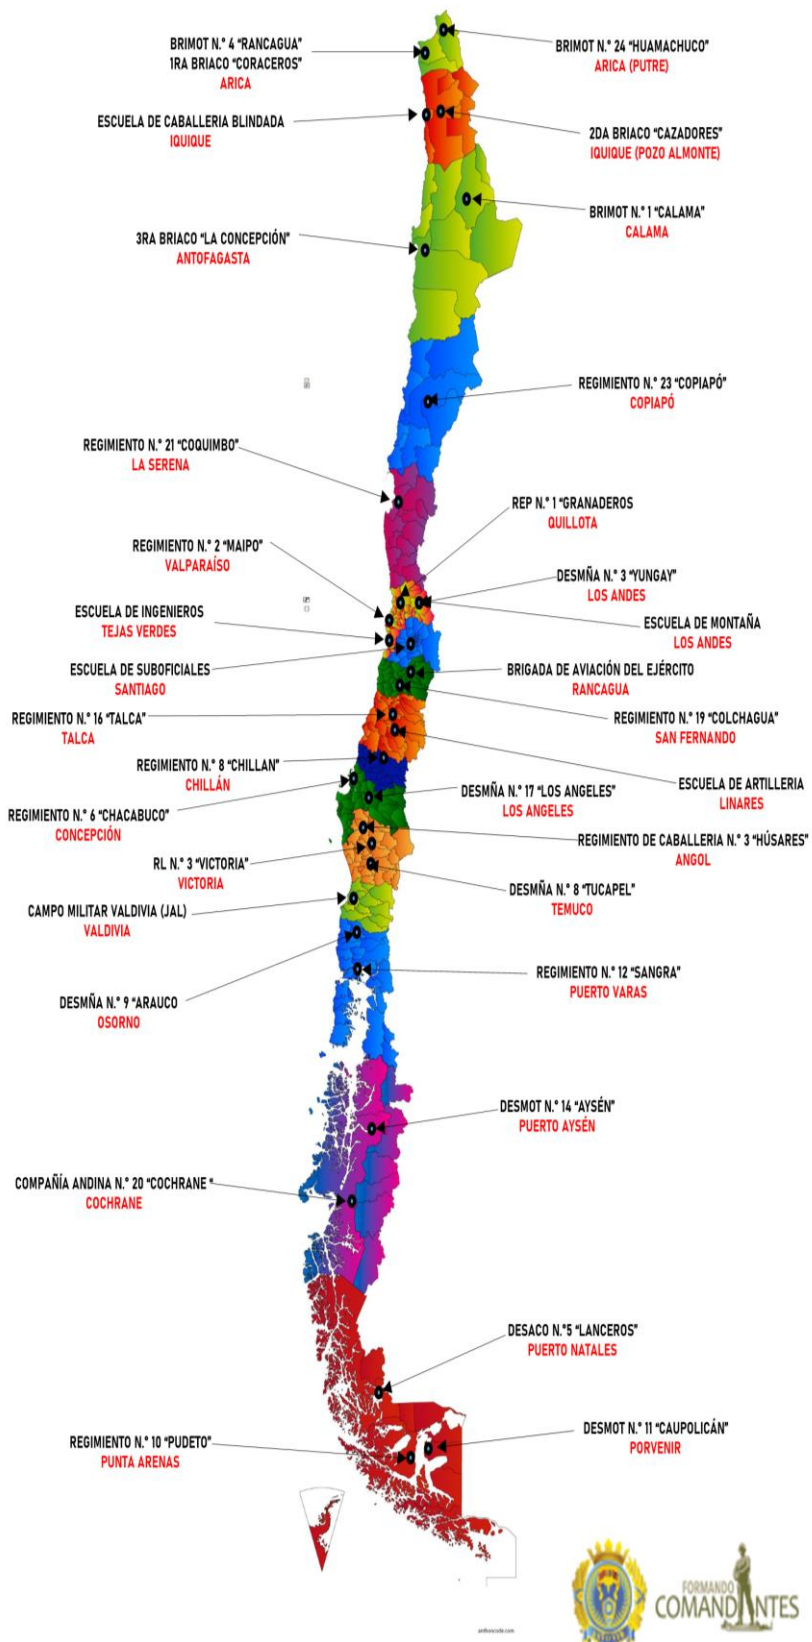 BRIMOT N.° 4 "RANCAGUA"
1RA BRIACO "CORACEROS"
ARICA
BRIMOT N.° 24 "HUAMACHUCO"
ARICA (PUTRE)
ESCUELA DE CABALLERIA BLINDADA
IQUIQUE
2DA BRIACO "CAZADORES"
IQUIQUE (POZO ALMONTE)
BRIMOT N.° 1 "CALAMA"
CALAMA
3RA BRIACO "LA CONCEPCIÓN"
ANTOFAGASTA
REGIMIENTO N.° 23 "COPIAPÓ"
COPIAPÓ
REGIMIENTO N.° 21 "COQUIMBO"
LA SERENA
REP N.° 1 "GRANADEROS
QUILLOTA
REGIMIENTO N.° 2 "MAIPO"
VALPARAÍSO
DESMÑA N.° 3 "YUNGAY"
LOS ANDES
ESCUELA DE INGENIEROS
TEJAS VERDES
ESCUELA DE MONTAÑA
LOS ANDES
ESCUELA DE SUBOFICIALES
SANTIAGO
BRIGADA DE AVIACIÓN DEL EJÉRCITO
RANCAGUA
REGIMIENTO N.° 16 "TALCA"
TALCA
REGIMIENTO N.° 19 "COLCHAGUA"
SAN FERNANDO
REGIMIENTO N.° 8 "CHILLAN"
CHILLÁN
ESCUELA DE ARTILLERIA
LINARES
DESMÑA N.° 17 "LOS ANGELES"
LOS ANGELES
REGIMIENTO N.° 6 "CHACABUCO"
CONCEPCIÓN
REGIMIENTO DE CABALLERIA N.° 3 "HÚSARES"
ANGOL
RL N.° 3 "VICTORIA"
VICTORIA
DESMÑA N.° 8 "TUCAPEL"
TEMUCO
CAMPO MILITAR VALDIVIA (JAL)
VALDIVIA
REGIMIENTO N.° 12 "SANGRA"
PUERTO VARAS
DESMÑA N.° 9 "ARAUCO
OSORNO
DESMOT N.° 14 "AYSÉN"
PUERTO AYSÉN
COMPAÑÍA ANDINA N.° 20 "COCHRANE "
COCHRANE
DESACO N.°5 "LANCEROS"
PUERTO NATALES
DESMOT N.° 11 "CAUPOLICÁN"
PORVENIR
REGIMIENTO N.° 10 "PUDETO"
PUNTA ARENAS
FORMANDO
COMANDANTES